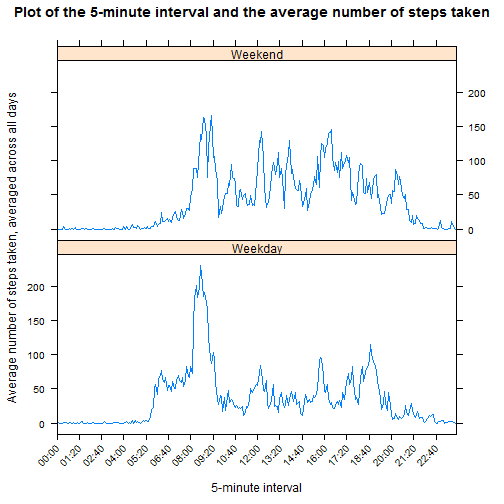 Plot of the 5-minute interval and the average number of steps taken
Weekend
200
150
100
50
0
Average number of steps taken, averaged across all days
Weekday
200
150
100
50
0
00:00 01:20 02:40 04:00 05:20 06:40 08:00 09:20 10:40 12:00 13:20 14:40 16:00 17:20 18:40 20:00 21:20 22:40
5-minute interval